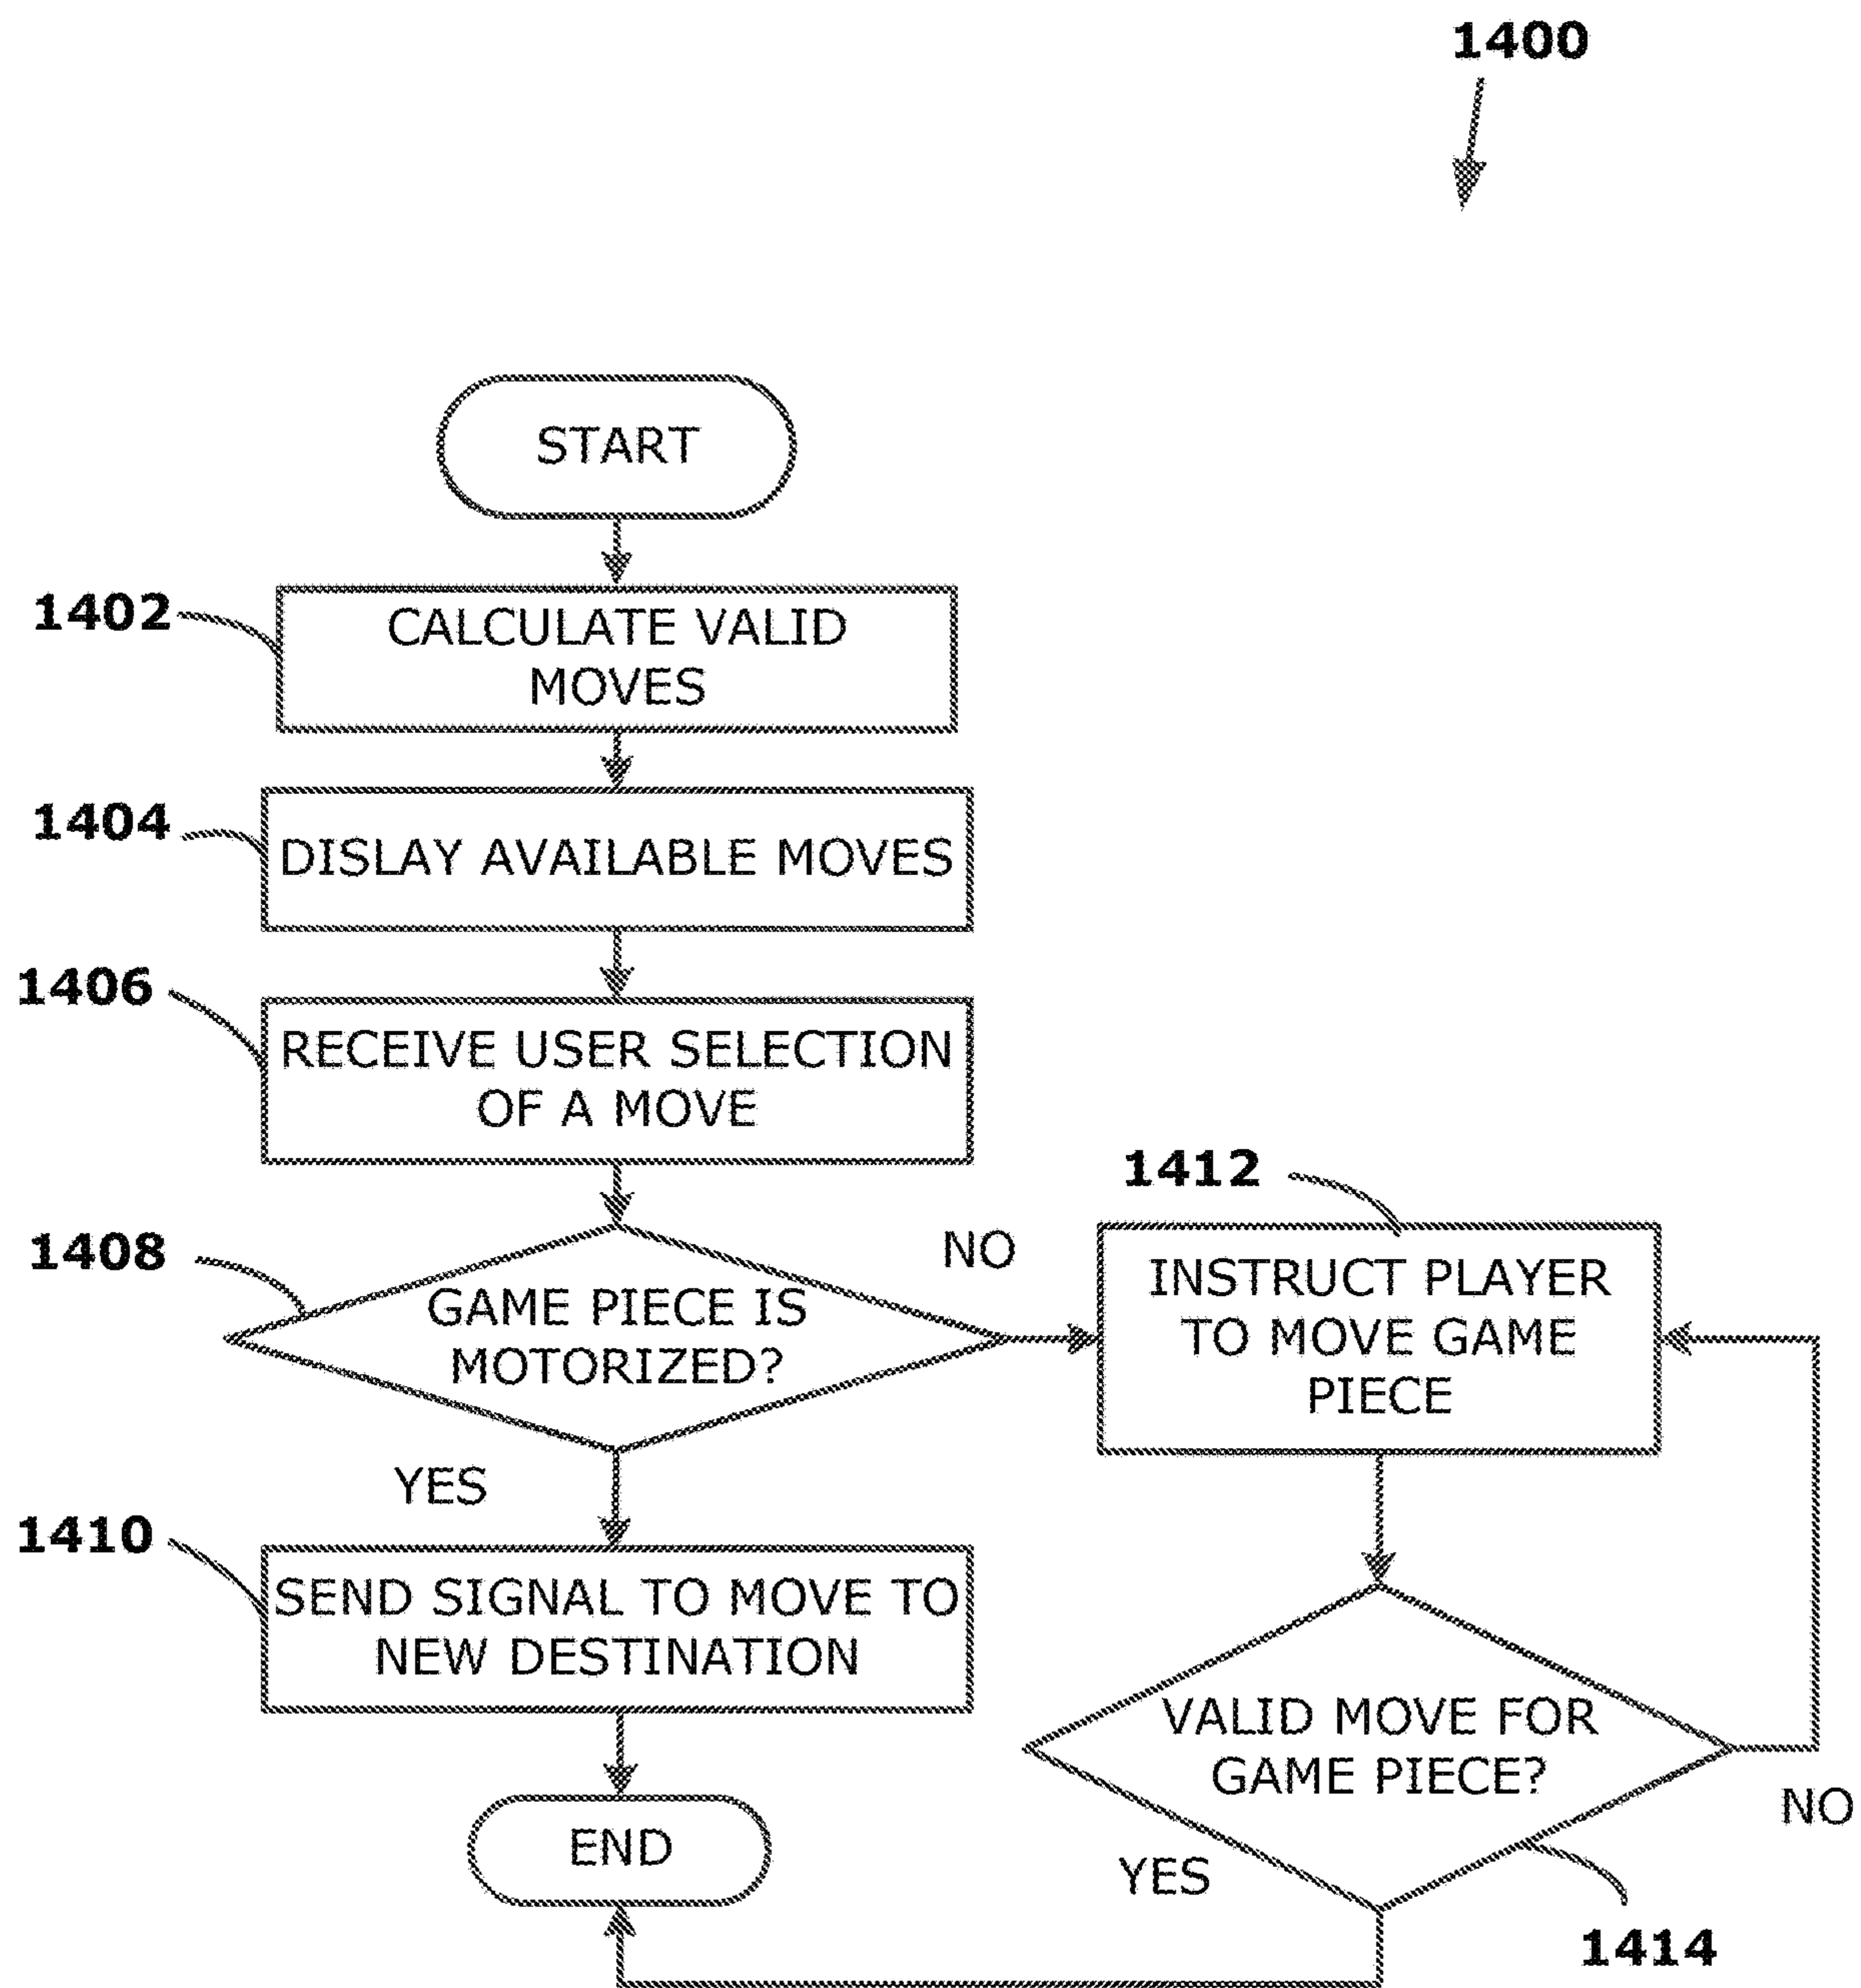 1400
START
1402
CALCULATE VALID
MOVES
1404
DISLAY AVAILABLE MOVES
1406
RECEIVE USER SELECTION
OF A MOVE
1408
GAME PIECE IS
MOTORIZED?
NO
YES
1410
SEND SIGNAL TO MOVE TO
NEW DESTINATION
END
1412
INSTRUCT PLAYER
TO MOVE GAME
PIECE
VALID MOVE FOR
GAME PIECE?
NO
YES
1414